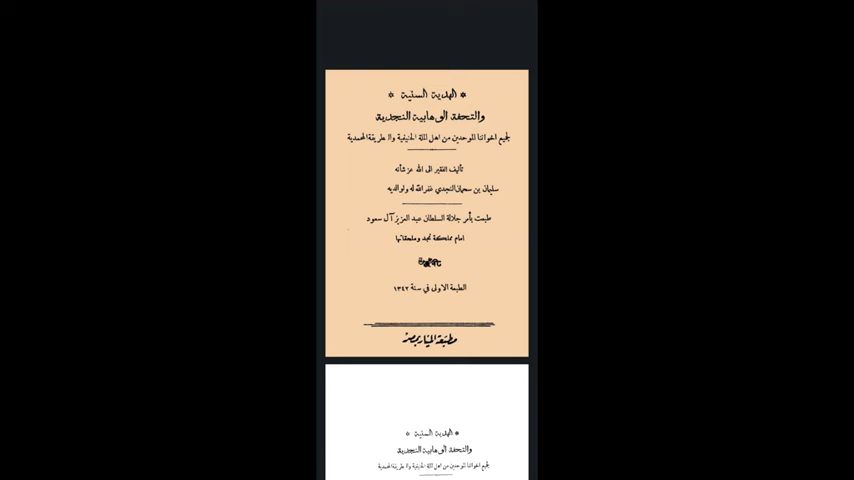 * الهدية السنية *
والتحفة الوهابية النجدية
لجميع اخواننا الموحدين من اهل الملة الحنيفية والطريقة المحمدية
تأليف الفقير الى الله عز شأنه
سليمان بن سحمان النجدي غفر الله له ولوالديه
طبعت بأمر جلالة السلطان عبد العزيز آل سعود
امام مملكة نجد وملحقاتها
الطبعة الاولى في سنة ١٣٤٢
مطبعة المنار بمصر
* الهدية السنية *
والتحفة الوهابية النجدية
لجميع اخواننا الموحدين من اهل الملة الحنيفية والطريقة المحمدية